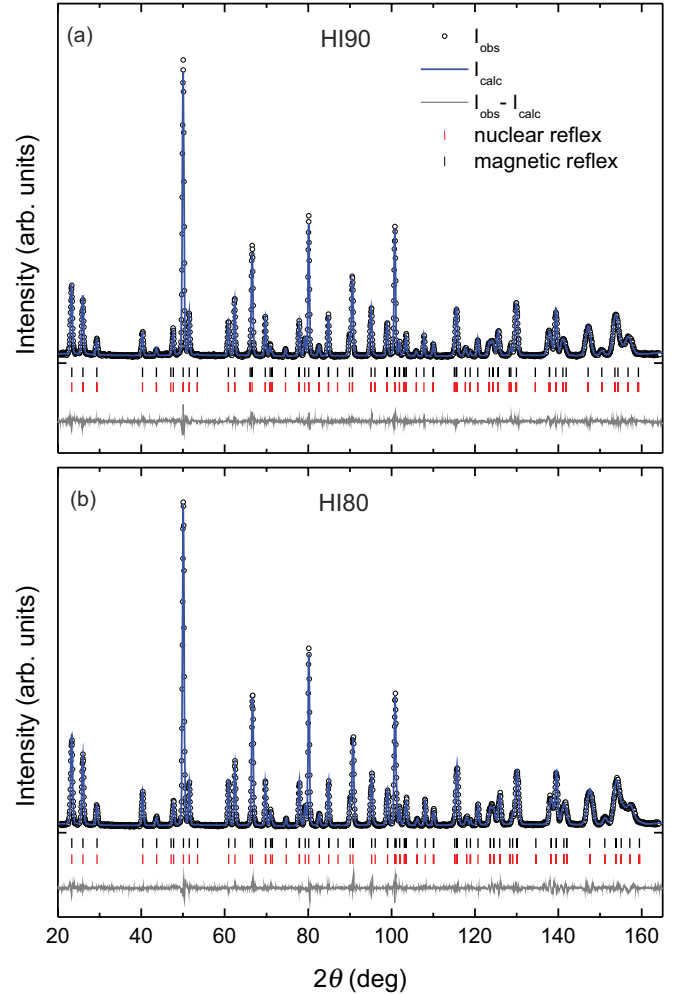 (a)
HI90
I_obs
I_calc
I_obs - I_calc
nuclear reflex
magnetic reflex
Intensity (arb. units)
(b)
HI80
Intensity (arb. units)
20 40 60 80 100 120 140 160
2θ (deg)